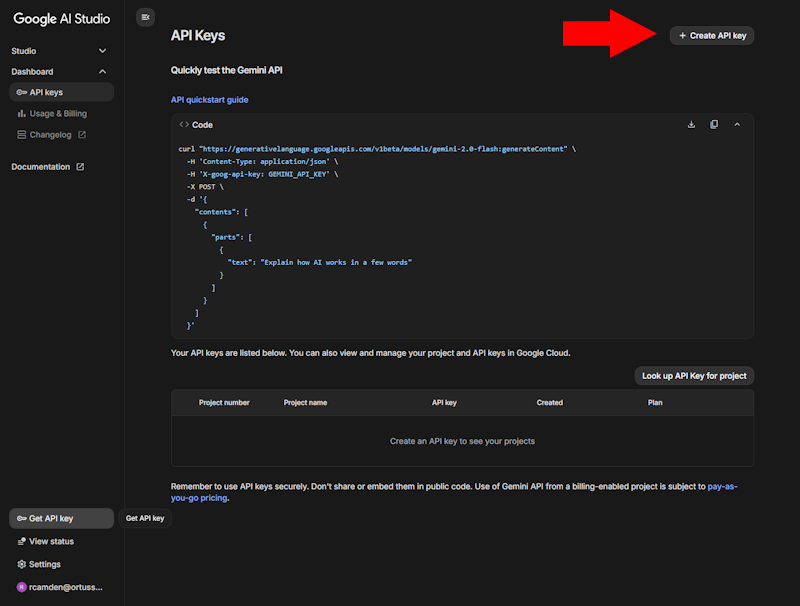 Google AI Studio
Studio
Dashboard
API keys
Usage & Billing
Changelog
Documentation
API Keys
+ Create API key
Quickly test the Gemini API
API quickstart guide
<> Code
curl "https://generativelanguage.googleapis.com/v1beta/models/gemini-2.0-flash:generateContent" \
-H 'Content-Type: application/json' \
-H 'X-goog-api-key: GEMINI_API_KEY' \
-X POST \
-d '{
"contents": [
{
"parts": [
{
"text": "Explain how AI works in a few words"
}
]
}
]
}'
Your API keys are listed below. You can also view and manage your project and API keys in Google Cloud.
Look up API Key for project
Project number Project name API key Created Plan
Create an API key to see your projects
Remember to use API keys securely. Don't share or embed them in public code. Use of Gemini API from a billing-enabled project is subject to pay-as-
you-go pricing.
Get API key
Get API key
View status
Settings
R
rcamden@ortuss...